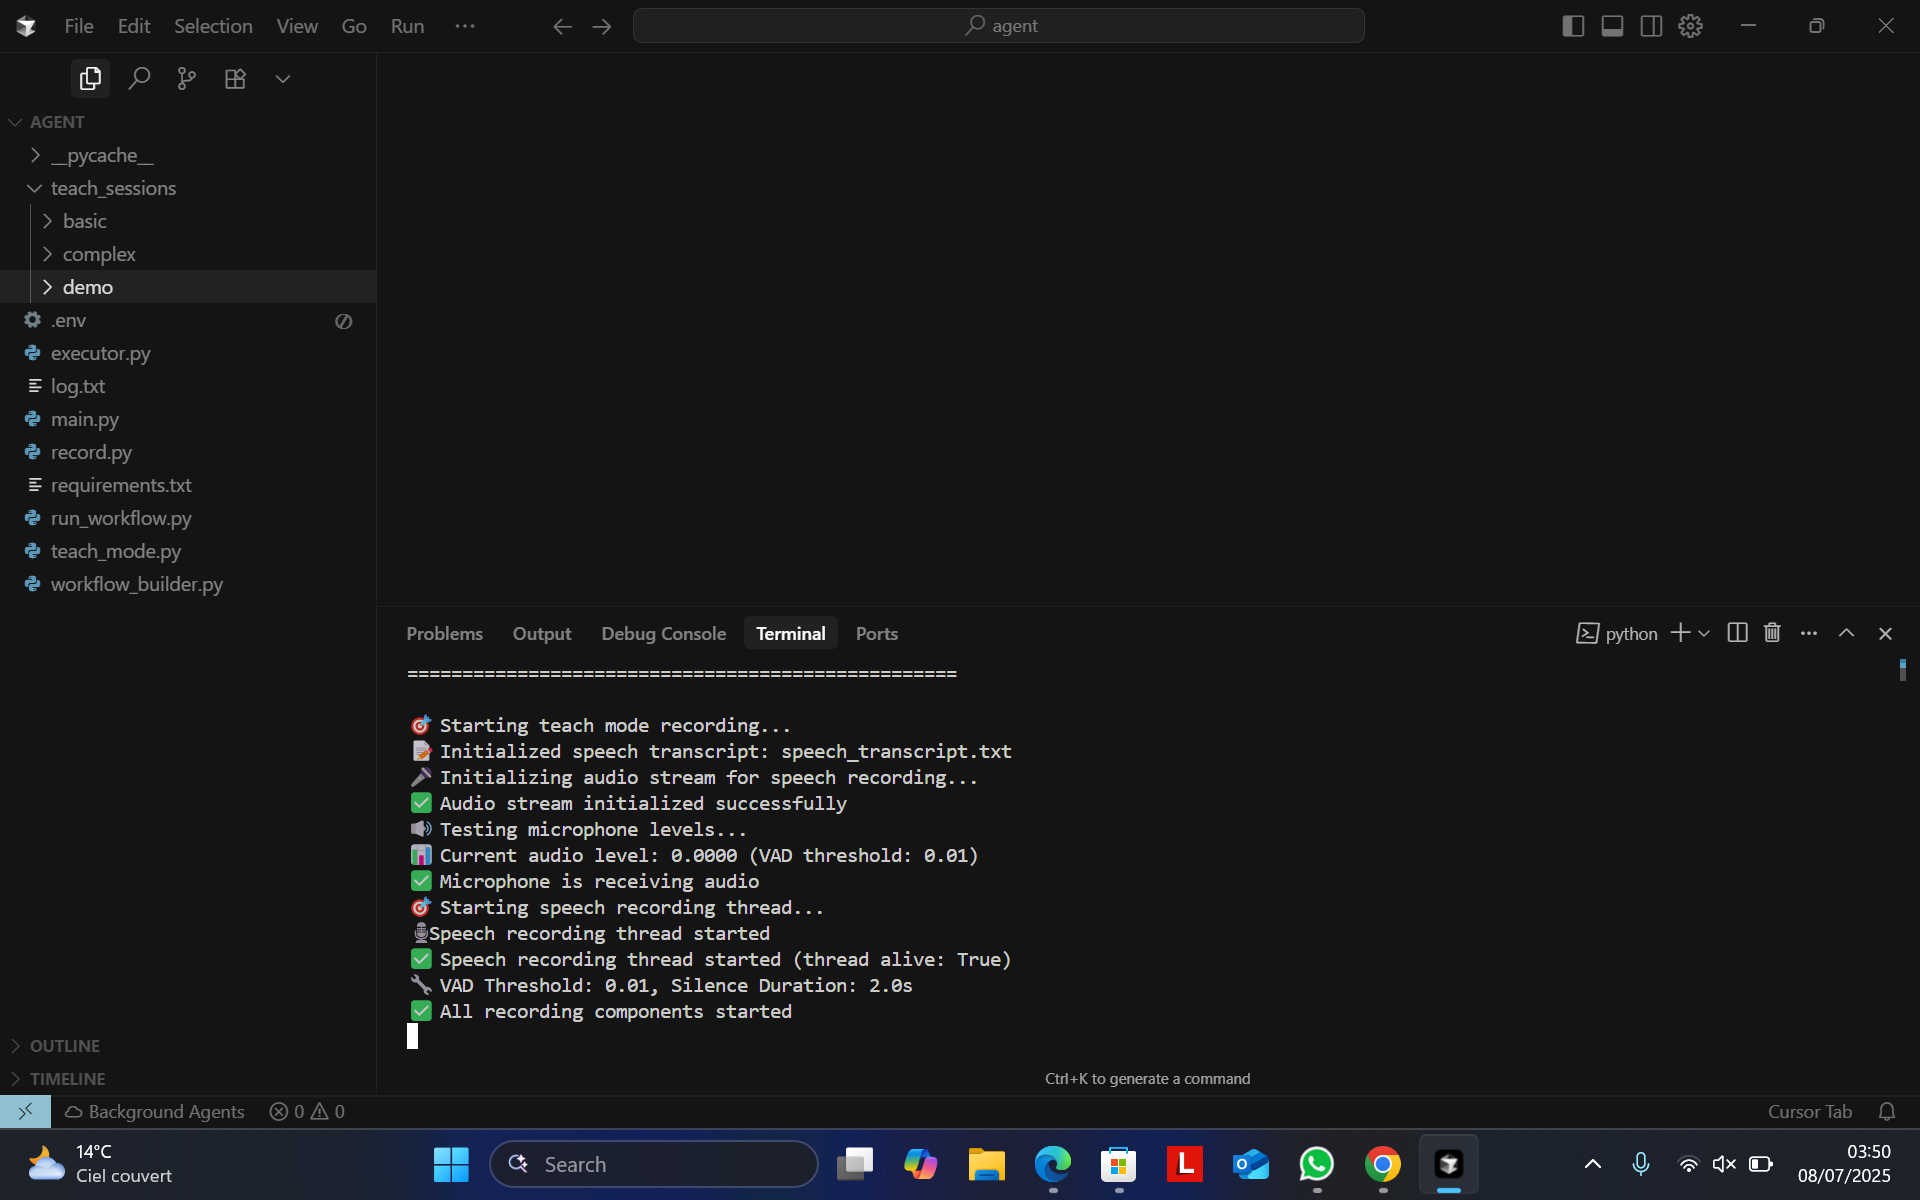 File Edit Selection View Go Run ···
agent
AGENT
__pycache__
teach_sessions
basic
complex
demo
.env
executor.py
log.txt
main.py
record.py
requirements.txt
run_workflow.py
teach_mode.py
workflow_builder.py
OUTLINE
TIMELINE
Problems Output Debug Console Terminal Ports
python
==================================================
Starting teach mode recording...
Initialized speech transcript: speech_transcript.txt
Initializing audio stream for speech recording...
Audio stream initialized successfully
Testing microphone levels...
Current audio level: 0.0000 (VAD threshold: 0.01)
Microphone is receiving audio
Starting speech recording thread...
Speech recording thread started
Speech recording thread started (thread alive: True)
VAD Threshold: 0.01, Silence Duration: 2.0s
All recording components started
Ctrl+K to generate a command
Background Agents 0 0
Cursor Tab
14°C
Ciel couvert
Search
L
03:50
08/07/2025